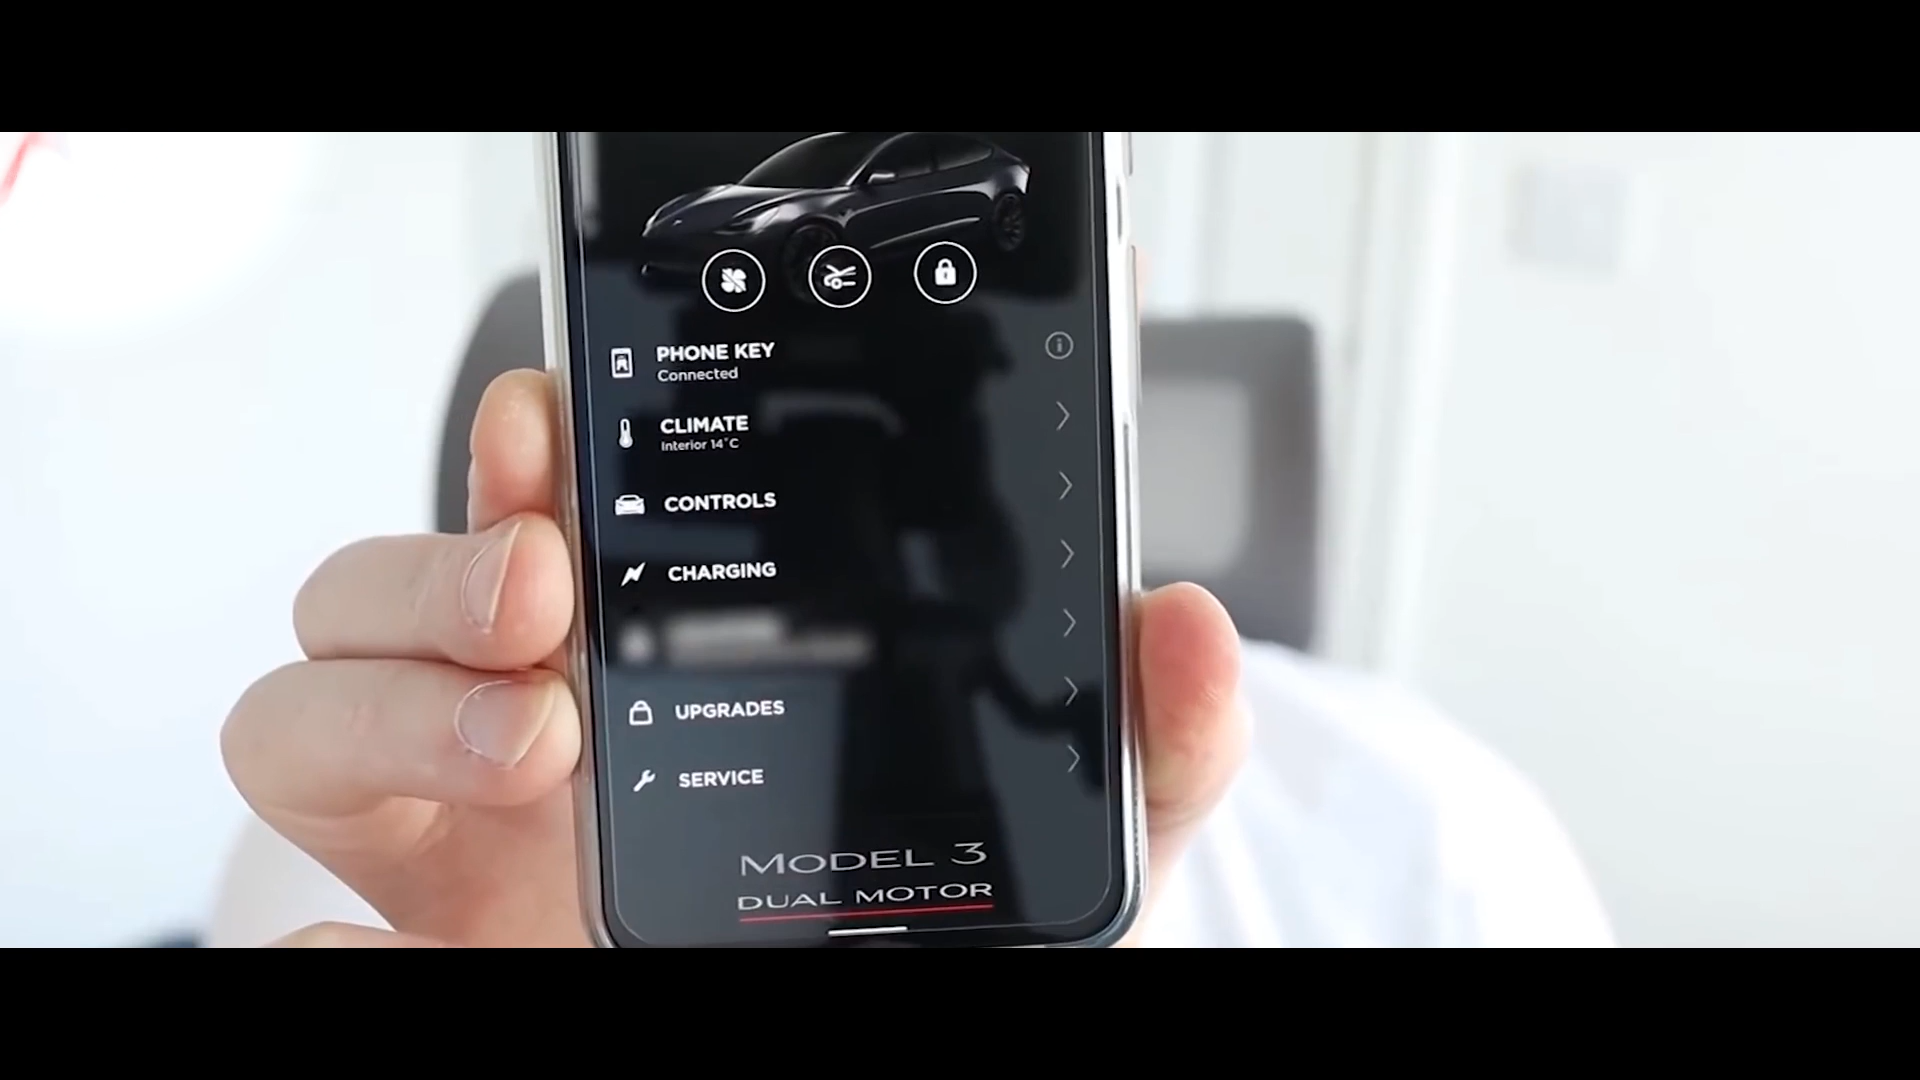 PHONE KEY
Connected
CLIMATE
Interior 14°C
CONTROLS
CHARGING
UPGRADES
SERVICE
MODEL 3
DUAL MOTOR